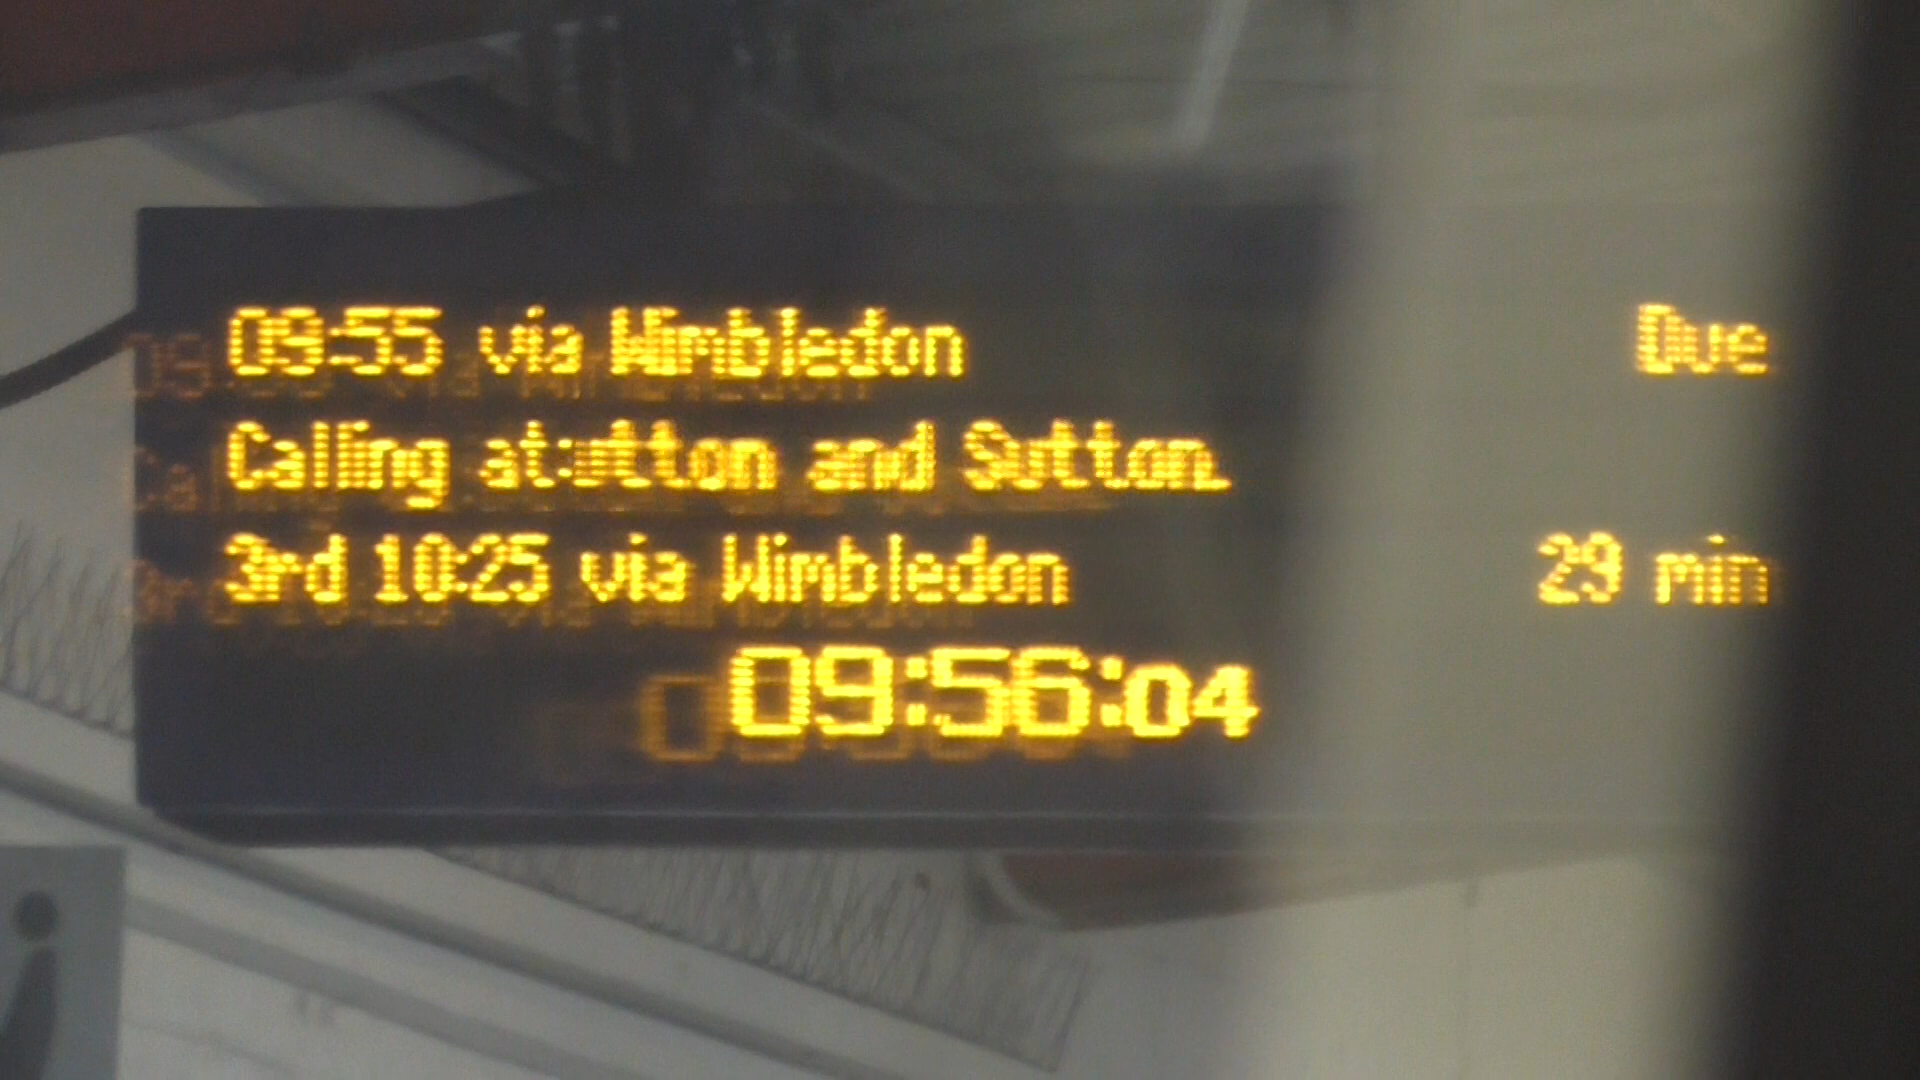 09:55 via Wimbledon Due
Calling at: utton and Sutton.
3rd 10:25 via Wimbledon 29 min
09:56:04